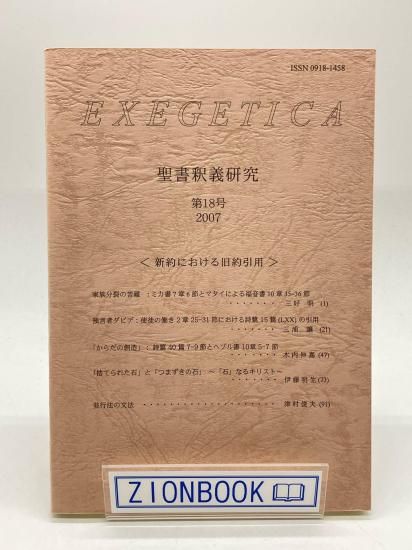 ISSN 0918-1458
EXEGETICA
聖書釈義研究
第18号
2007
＜ 新約における旧約引用 ＞
家族分裂の苦難 ：ミカ書7章6節とマタイによる福音書10章35-36節
・・・・・・・ 三好 明 (1)
預言者ダビデ：使徒の働き2章25-31節における詩篇15篇(LXX)の引用
・・・・・・・ 三浦 譲 (21)
「からだの創造」：詩篇40篇7-9節とヘブル書10章5-7節
・・・・・・・ 木内伸嘉 (47)
「捨てられた石」と「つまずきの石」 ～「石」なるキリスト～
・・・・・・・ 伊藤明生 (73)
並行法の文法 ・・・・・・・・・・・・・・・・・・・・・ 津村俊夫 (91)
ZIONBOOK